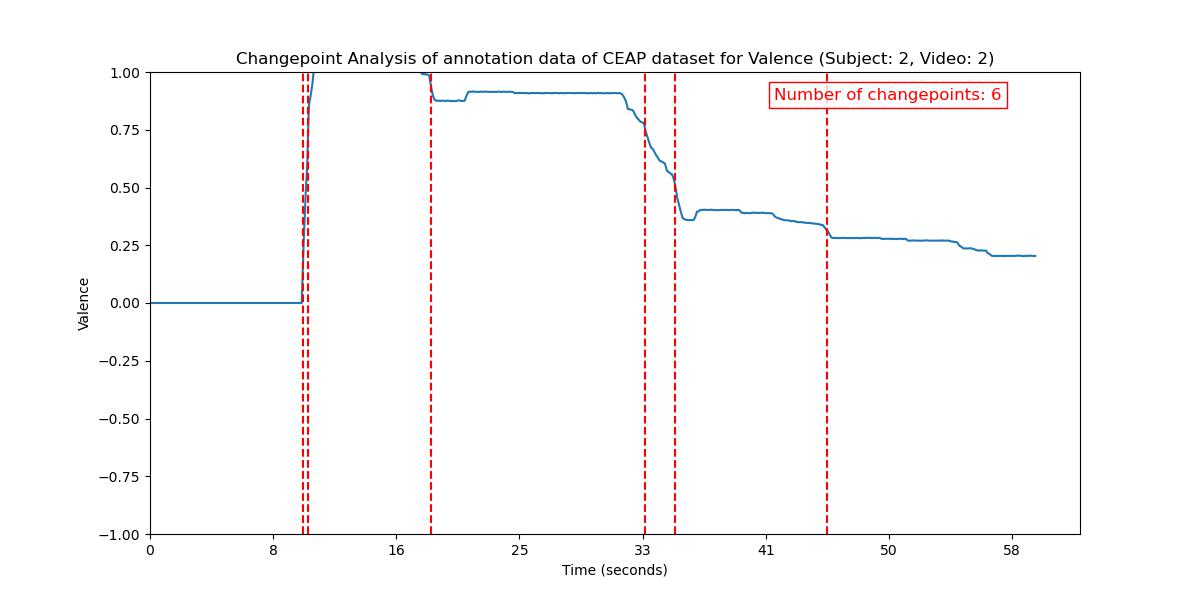 Changepoint Analysis of annotation data of CEAP dataset for Valence (Subject: 2, Video: 2)
Number of changepoints: 6
Valence
1.00
0.75
0.50
0.25
0.00
−0.25
−0.50
−0.75
−1.00
0 8 16 25 33 41 50 58
Time (seconds)